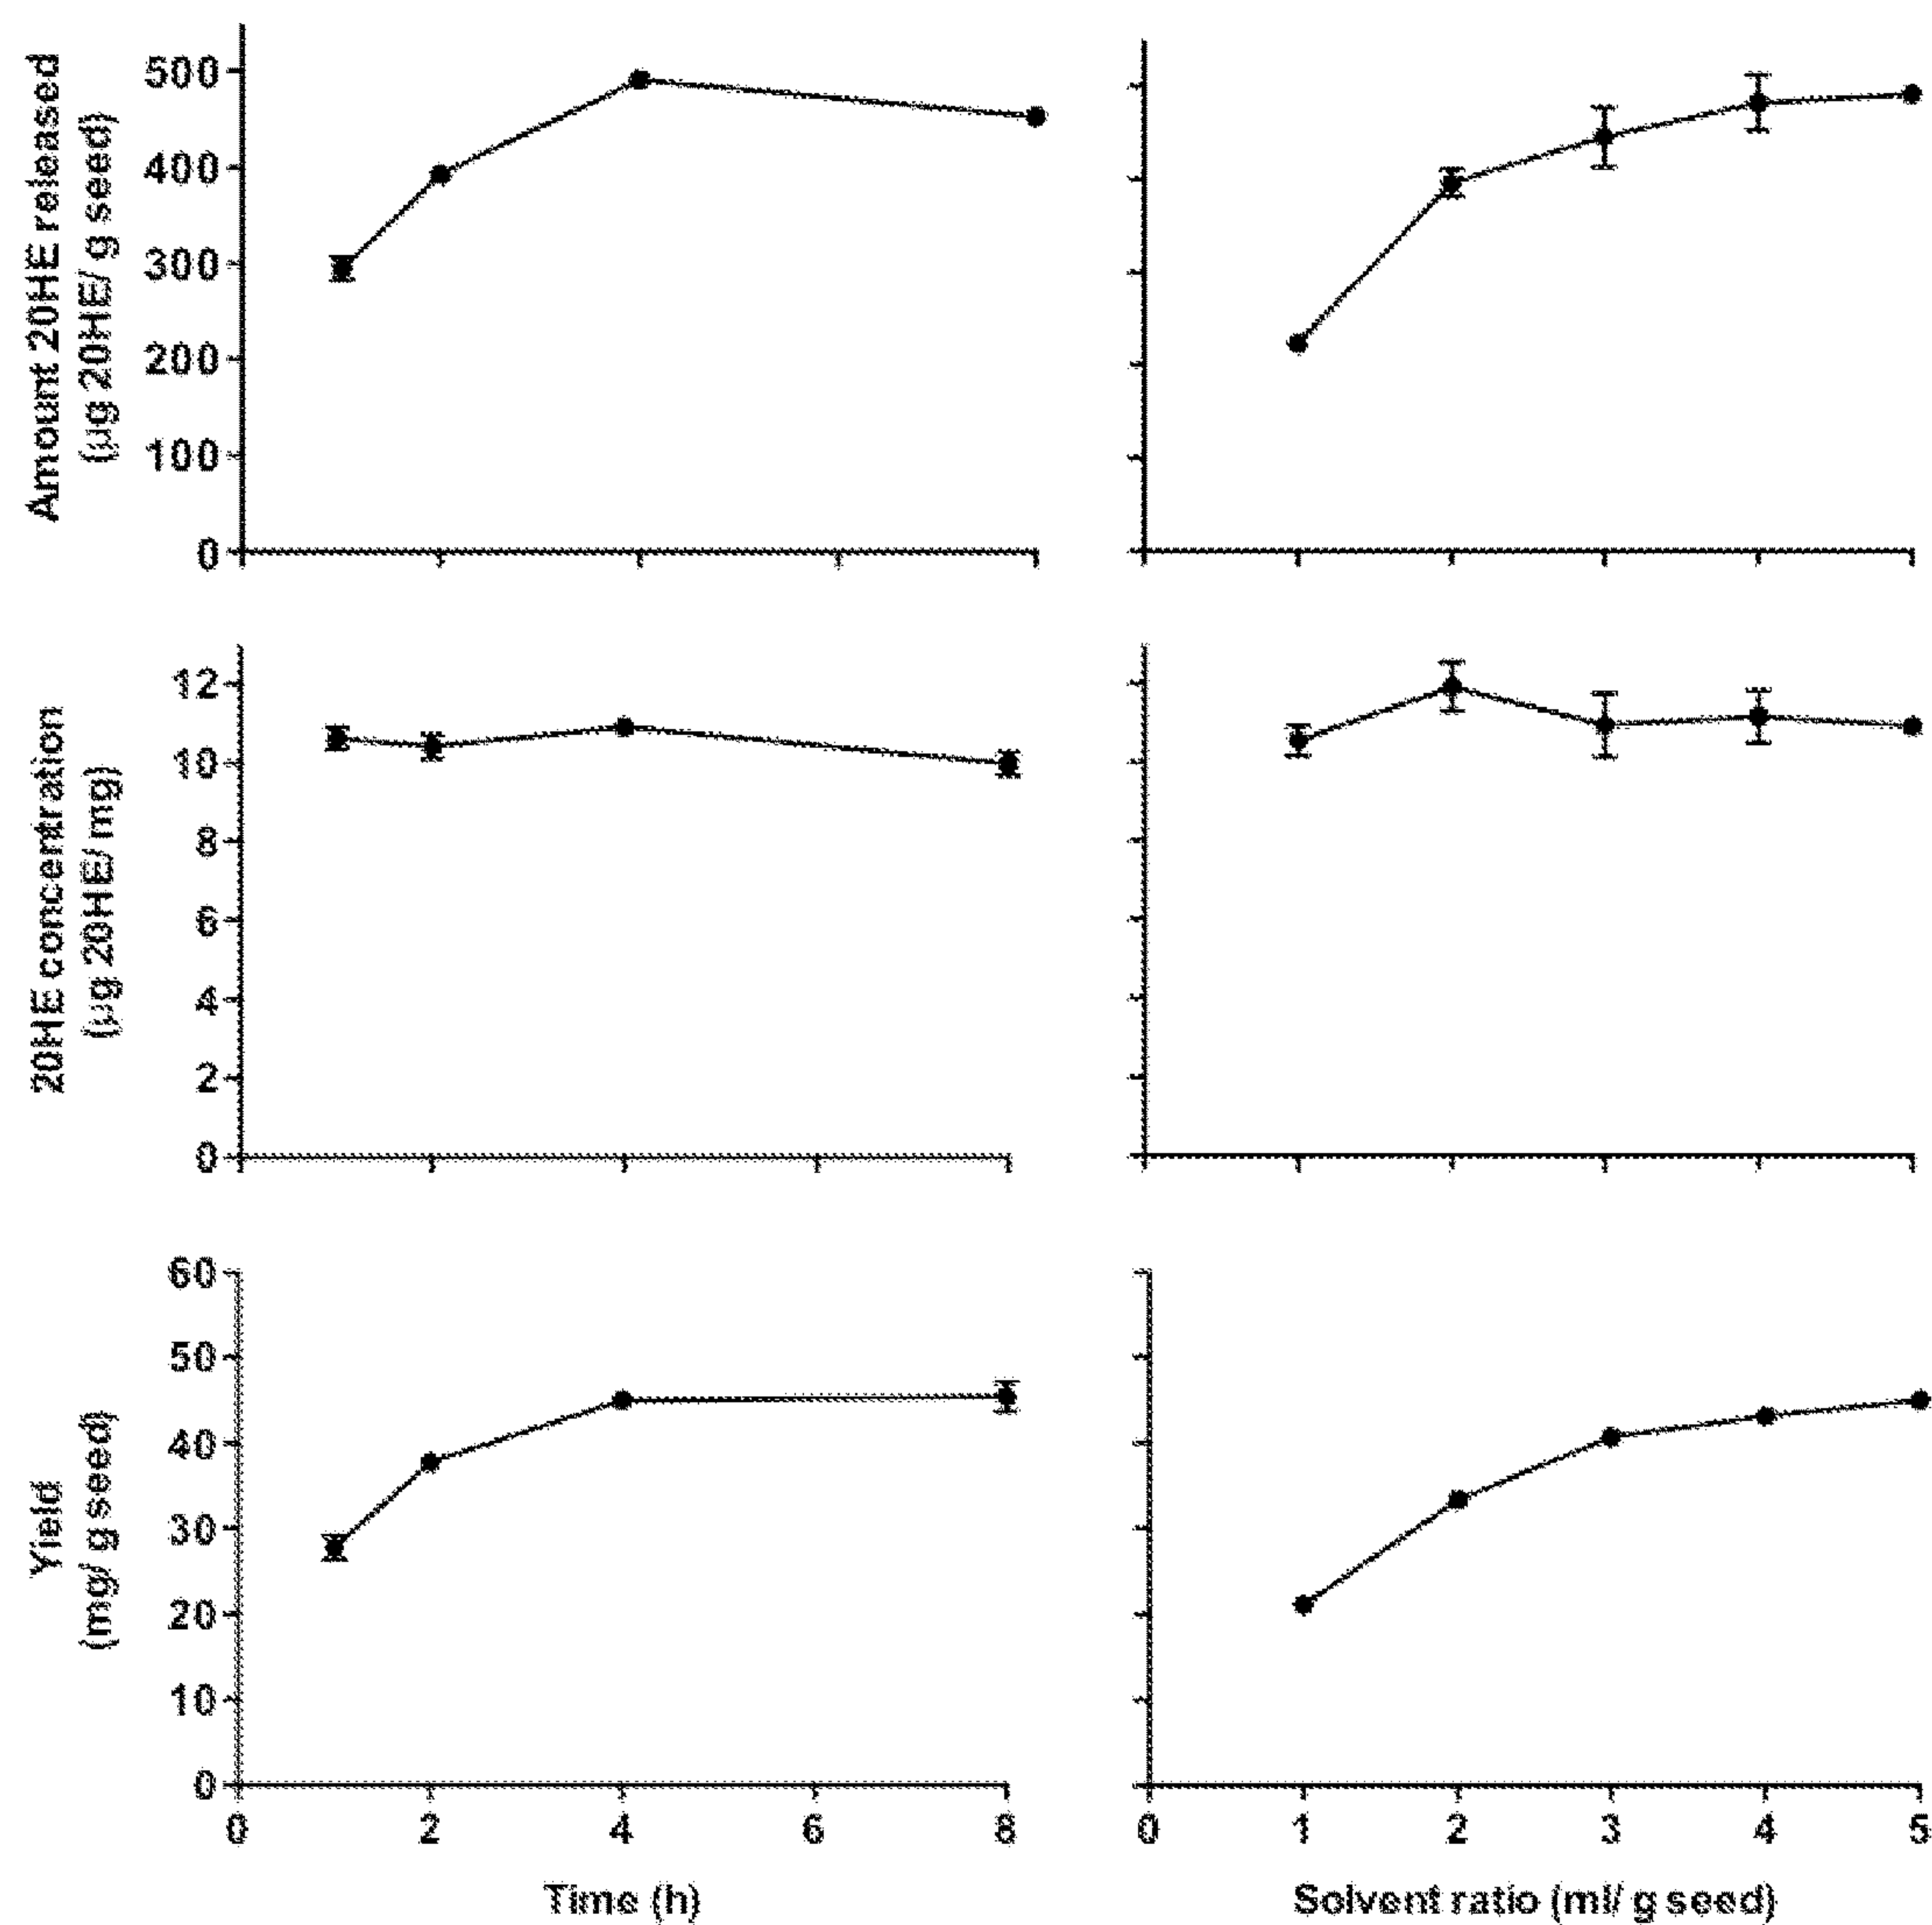 Amount 20HE released
(µg 20HE/ g seed)
500
400
300
200
100
0
20HE concentration
(µg 20HE/ mg)
12
10
8
6
4
2
0
Yield
(mg/ g seed)
60
50
40
30
20
10
0
0 2 4 6 8
Time (h)
0 1 2 3 4 5
Solvent ratio (ml/ g seed)